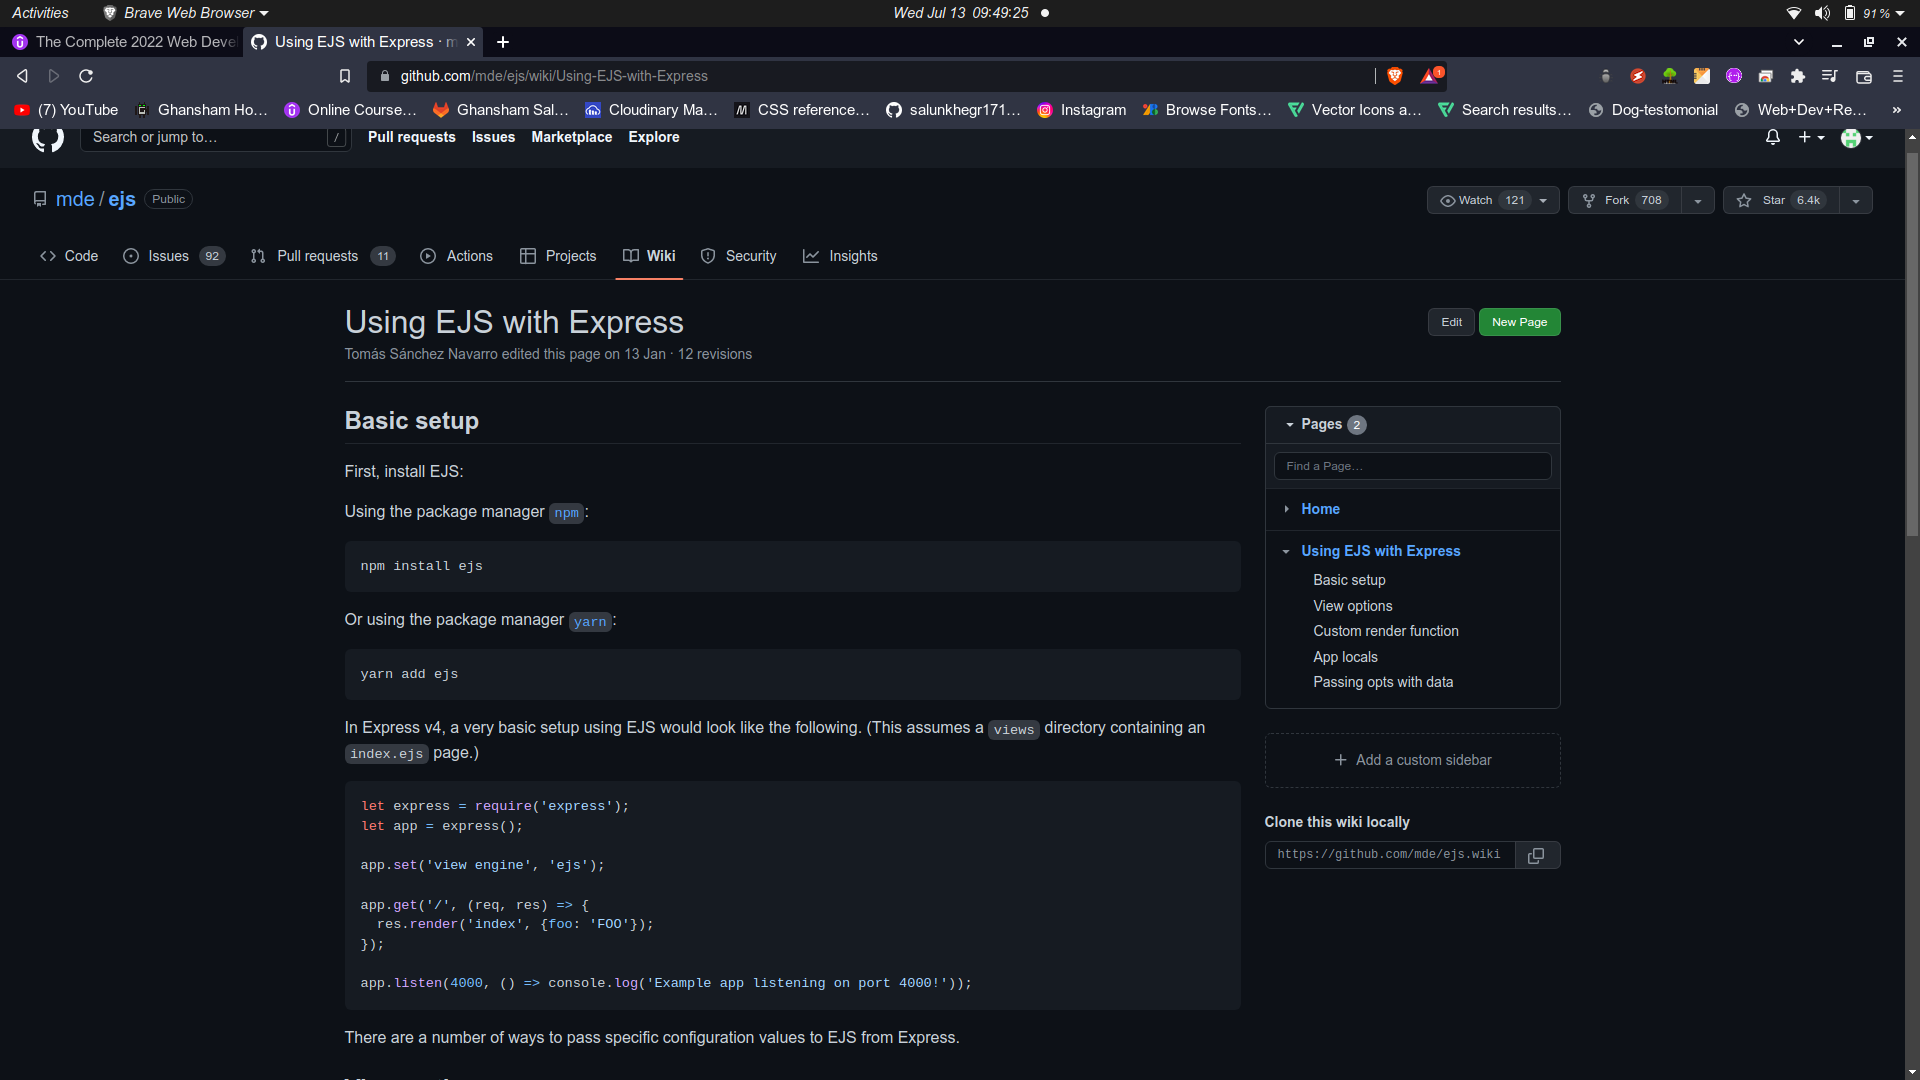 Activities Brave Web Browser Wed Jul 13 09:49:25 91 %
The Complete 2022 Web Deve Using EJS with Express · m
github.com/mde/ejs/wiki/Using-EJS-with-Express 1
(7) YouTube Ghansham Ho… Online Course… Ghansham Sal… Cloudinary Ma… CSS reference… salunkhegr171… Instagram Browse Fonts… Vector Icons a… Search results… Dog-testomonial Web+Dev+Re… »
Search or jump to… / Pull requests Issues Marketplace Explore
mde / ejs Public Watch 121 Fork 708 Star 6.4k
Code Issues 92 Pull requests 11 Actions Projects Wiki Security Insights
Using EJS with Express
Edit New Page
Tomás Sánchez Navarro edited this page on 13 Jan · 12 revisions
Basic setup
First, install EJS:
Using the package manager npm:
npm install ejs
Or using the package manager yarn:
yarn add ejs
In Express v4, a very basic setup using EJS would look like the following. (This assumes a views directory containing an
index.ejs page.)
let express = require('express');
let app = express();
app.set('view engine', 'ejs');
app.get('/', (req, res) => {
  res.render('index', {foo: 'FOO'});
});
app.listen(4000, () => console.log('Example app listening on port 4000!'));
There are a number of ways to pass specific configuration values to EJS from Express.
Pages 2
Find a Page…
Home
Using EJS with Express
Basic setup
View options
Custom render function
App locals
Passing opts with data
Add a custom sidebar
Clone this wiki locally
https://github.com/mde/ejs.wiki